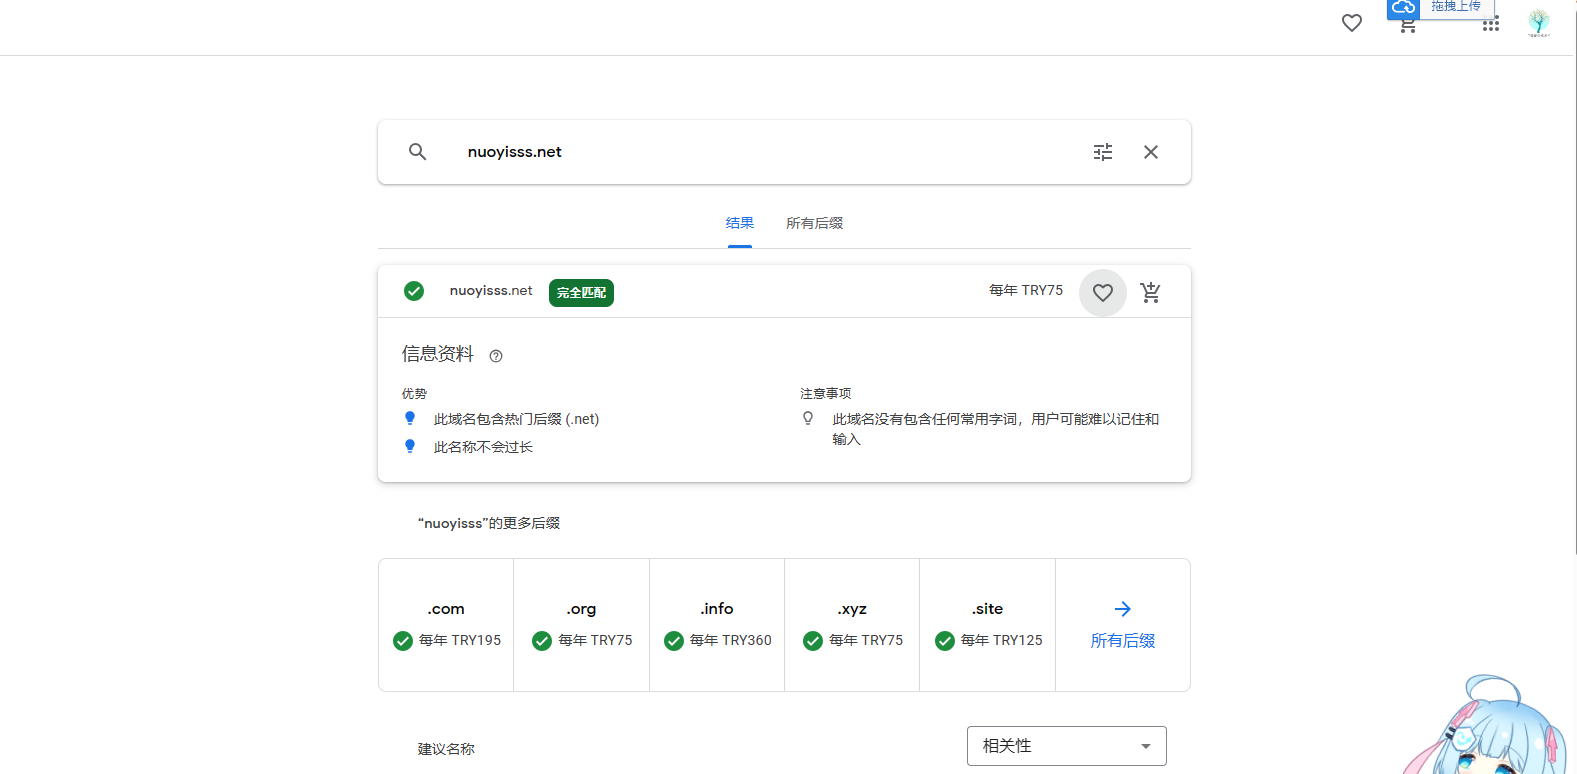 拖拽上传
nuoyisss.net
结果
所有后缀
nuoyisss.net
完全匹配
每年 TRY75
信息资料
优势
此域名包含热门后缀 (.net)
此名称不会过长
注意事项
此域名没有包含任何常用字词，用户可能难以记住和
输入
“nuoyisss”的更多后缀
.com
每年 TRY195
.org
每年 TRY75
.info
每年 TRY360
.xyz
每年 TRY75
.site
每年 TRY125
所有后缀
建议名称
相关性